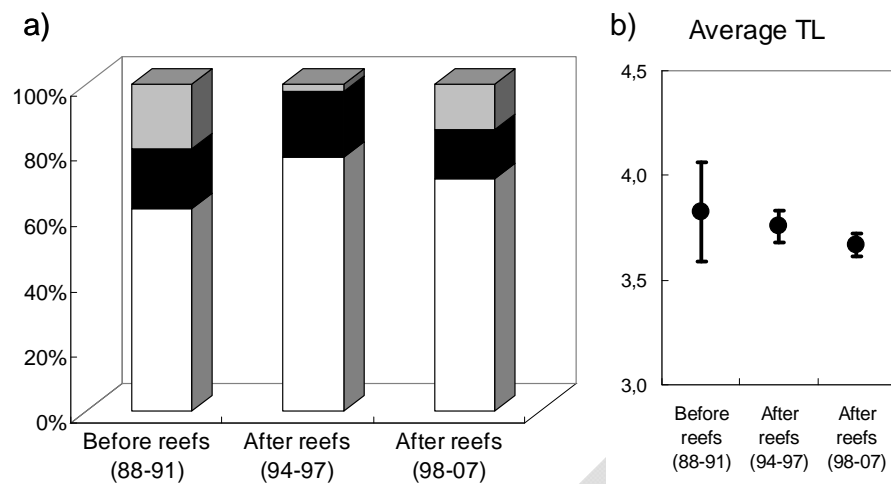 a)
100%
80%
60%
40%
20%
0%
Before reefs
(88-91)
After reefs
(94-97)
After reefs
(98-07)
b)
Average TL
4,5
4,0
3,5
3,0
Before
reefs
(88-91)
After
reefs
(94-97)
After
reefs
(98-07)